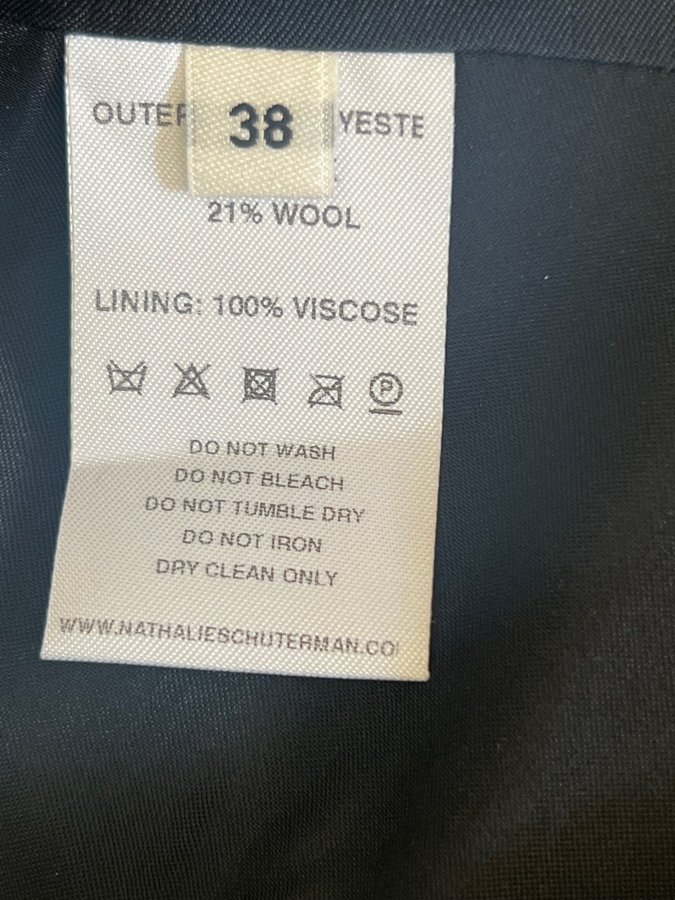 38
OUTER YESTE
21% WOOL
LINING: 100% VISCOSE
P
DO NOT WASH
DO NOT BLEACH
DO NOT TUMBLE DRY
DO NOT IRON
DRY CLEAN ONLY
WWW.NATHALIESCHUTERMAN.CO